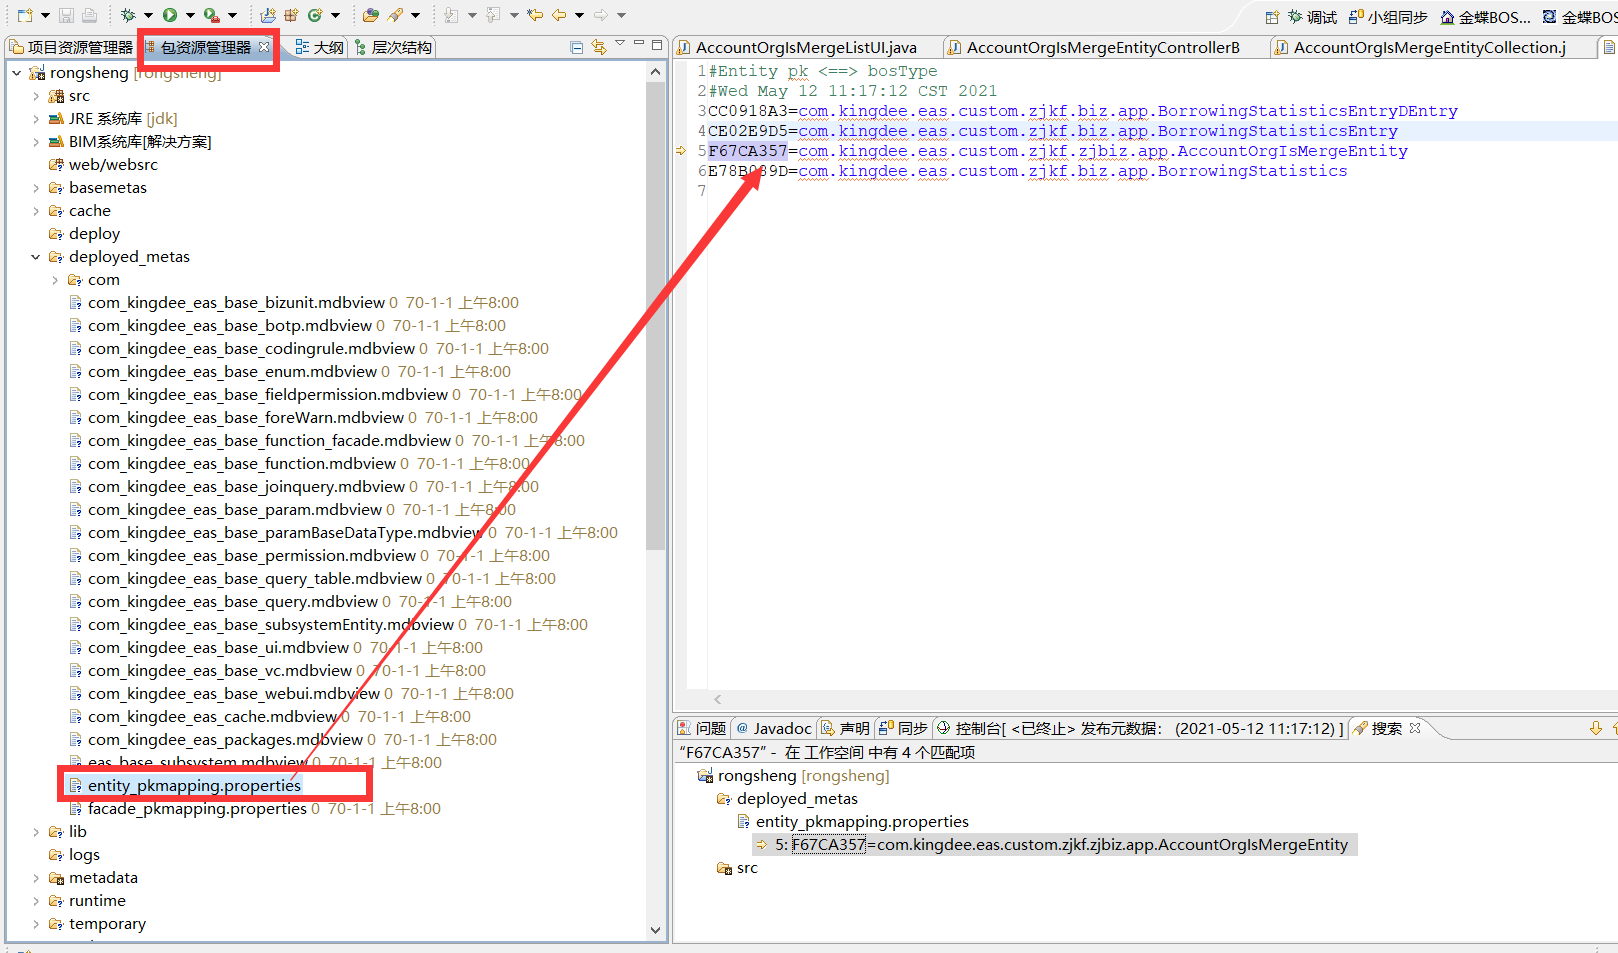 调试 小组同步 金蝶BOS... 金蝶BOS
项目资源管理器 包资源管理器 大纲 层次结构
rongsheng [rongsheng]
src
JRE 系统库 [jdk]
BIM系统库[解决方案]
web/websrc
basemetas
cache
deploy
deployed_metas
com
com_kingdee_eas_base_bizunit.mdbview 0 70-1-1 上午8:00
com_kingdee_eas_base_botp.mdbview 0 70-1-1 上午8:00
com_kingdee_eas_base_codingrule.mdbview 0 70-1-1 上午8:00
com_kingdee_eas_base_enum.mdbview 0 70-1-1 上午8:00
com_kingdee_eas_base_fieldpermission.mdbview 0 70-1-1 上午8:00
com_kingdee_eas_base_foreWarn.mdbview 0 70-1-1 上午8:00
com_kingdee_eas_base_function_facade.mdbview 0 70-1-1 上午8:00
com_kingdee_eas_base_function.mdbview 0 70-1-1 上午8:00
com_kingdee_eas_base_joinquery.mdbview 0 70-1-1 上午8:00
com_kingdee_eas_base_param.mdbview 0 70-1-1 上午8:00
com_kingdee_eas_base_paramBaseDataType.mdbview 0 70-1-1 上午8:00
com_kingdee_eas_base_permission.mdbview 0 70-1-1 上午8:00
com_kingdee_eas_base_query_table.mdbview 0 70-1-1 上午8:00
com_kingdee_eas_base_query.mdbview 0 70-1-1 上午8:00
com_kingdee_eas_base_subsystemEntity.mdbview 0 70-1-1 上午8:00
com_kingdee_eas_base_ui.mdbview 0 70-1-1 上午8:00
com_kingdee_eas_base_vc.mdbview 0 70-1-1 上午8:00
com_kingdee_eas_base_webui.mdbview 0 70-1-1 上午8:00
com_kingdee_eas_cache.mdbview 0 70-1-1 上午8:00
com_kingdee_eas_packages.mdbview 0 70-1-1 上午8:00
eas_base_subsystem.mdbview 0 70-1-1 上午8:00
entity_pkmapping.properties
facade_pkmapping.properties 0 70-1-1 上午8:00
lib
logs
metadata
runtime
temporary
AccountOrgIsMergeListUI.java AccountOrgIsMergeEntityControllerB AccountOrgIsMergeEntityCollection.j
1 #Entity pk <==> bosType
2 #Wed May 12 11:17:12 CST 2021
3 CC0918A3=com.kingdee.eas.custom.zjkf.biz.app.BorrowingStatisticsEntryDEntry
4 CE02E9D5=com.kingdee.eas.custom.zjkf.biz.app.BorrowingStatisticsEntry
5 F67CA357=com.kingdee.eas.custom.zjkf.zjbiz.app.AccountOrgIsMergeEntity
6 E78B089D=com.kingdee.eas.custom.zjkf.biz.app.BorrowingStatistics
7
问题 @ Javadoc 声明 同步 控制台[ <已终止> 发布元数据: (2021-05-12 11:17:12) ] 搜索
“F67CA357” - 在 工作空间 中有 4 个匹配项
rongsheng [rongsheng]
deployed_metas
entity_pkmapping.properties
5: F67CA357=com.kingdee.eas.custom.zjkf.zjbiz.app.AccountOrgIsMergeEntity
src